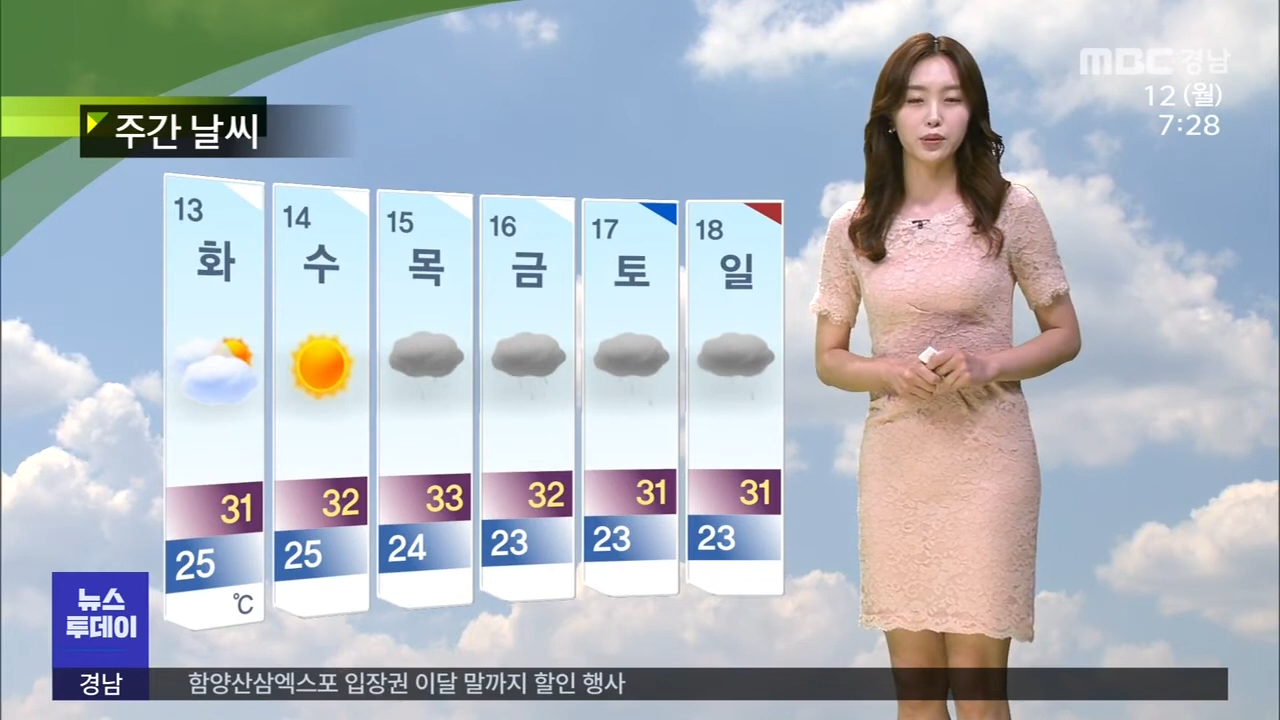 MBC 경남
12 (월)
7:28
주간 날씨
13 14 15 16 17 18
화 수 목 금 토 일
31 32 33 32 31 31
25 25 24 23 23 23
℃
뉴스
투데이
경남 함양산삼엑스포 입장권 이달 말까지 할인 행사